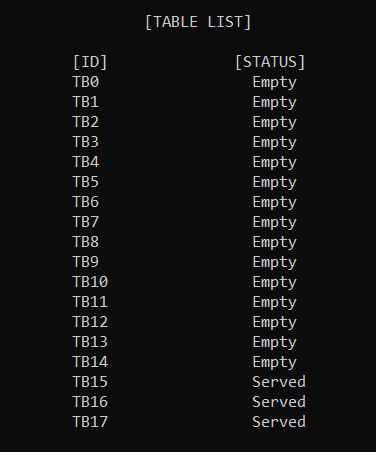 [TABLE LIST]
[ID] [STATUS]
TB0 Empty
TB1 Empty
TB2 Empty
TB3 Empty
TB4 Empty
TB5 Empty
TB6 Empty
TB7 Empty
TB8 Empty
TB9 Empty
TB10 Empty
TB11 Empty
TB12 Empty
TB13 Empty
TB14 Empty
TB15 Served
TB16 Served
TB17 Served